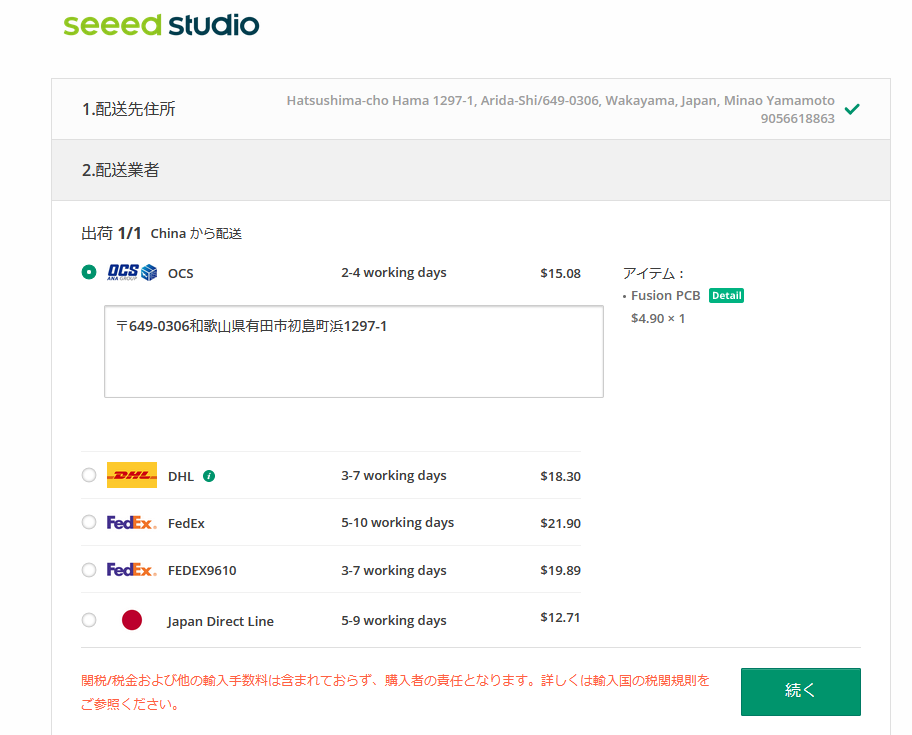 seeed studio
1.配送先住所
Hatsushima-cho Hama 1297-1, Arida-Shi/649-0306, Wakayama, Japan, Minao Yamamoto
9056618863
2.配送業者
出荷 1/1 China から配送
OCS ANA GROUP OCS 2-4 working days $15.08
アイテム：
• Fusion PCB Detail
$4.90 × 1
〒649-0306和歌山県有田市初島町浜1297-1
DHL DHL i 3-7 working days $18.30
FedEx. FedEx 5-10 working days $21.90
FedEx. FEDEX9610 3-7 working days $19.89
Japan Direct Line 5-9 working days $12.71
関税/税金および他の輸入手数料は含まれておらず、購入者の責任となります。詳しくは輸入国の税関規則を
ご参照ください。
続く